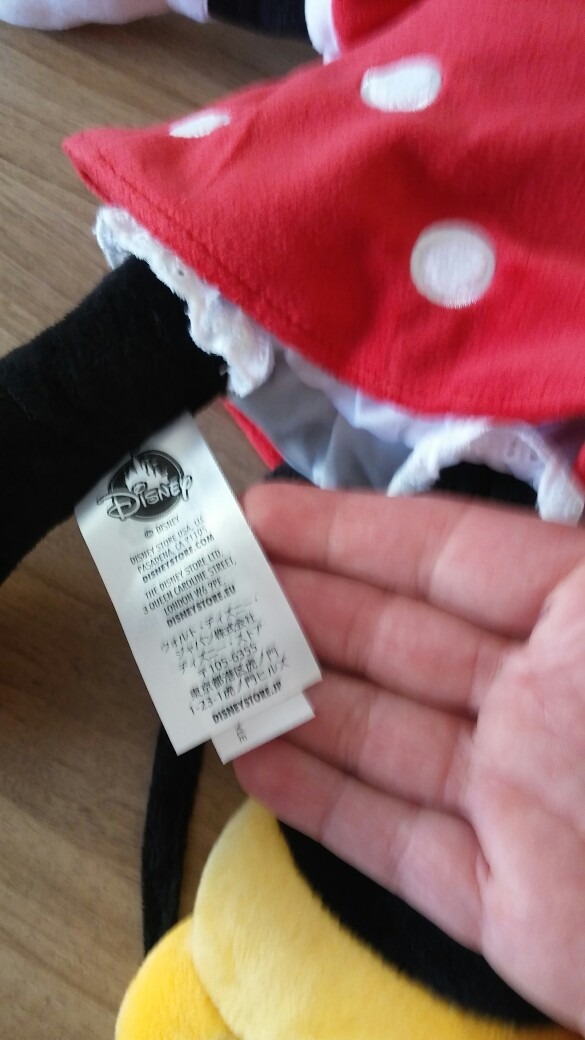 DISNEY
© DISNEY
DISNEY STORE USA, LLC
PASADENA, CA 91105
DISNEYSTORE.COM
THE DISNEY STORE LTD.
3 QUEEN CAROLINE STREET,
LONDON W6 9PE
DISNEYSTORE.EU
ウォルト・ディズニー・
ジャパン株式会社
ディズニーストア
〒105-6355
東京都港区虎ノ門
1-23-1虎ノ門ヒルズ
DISNEYSTORE.JP